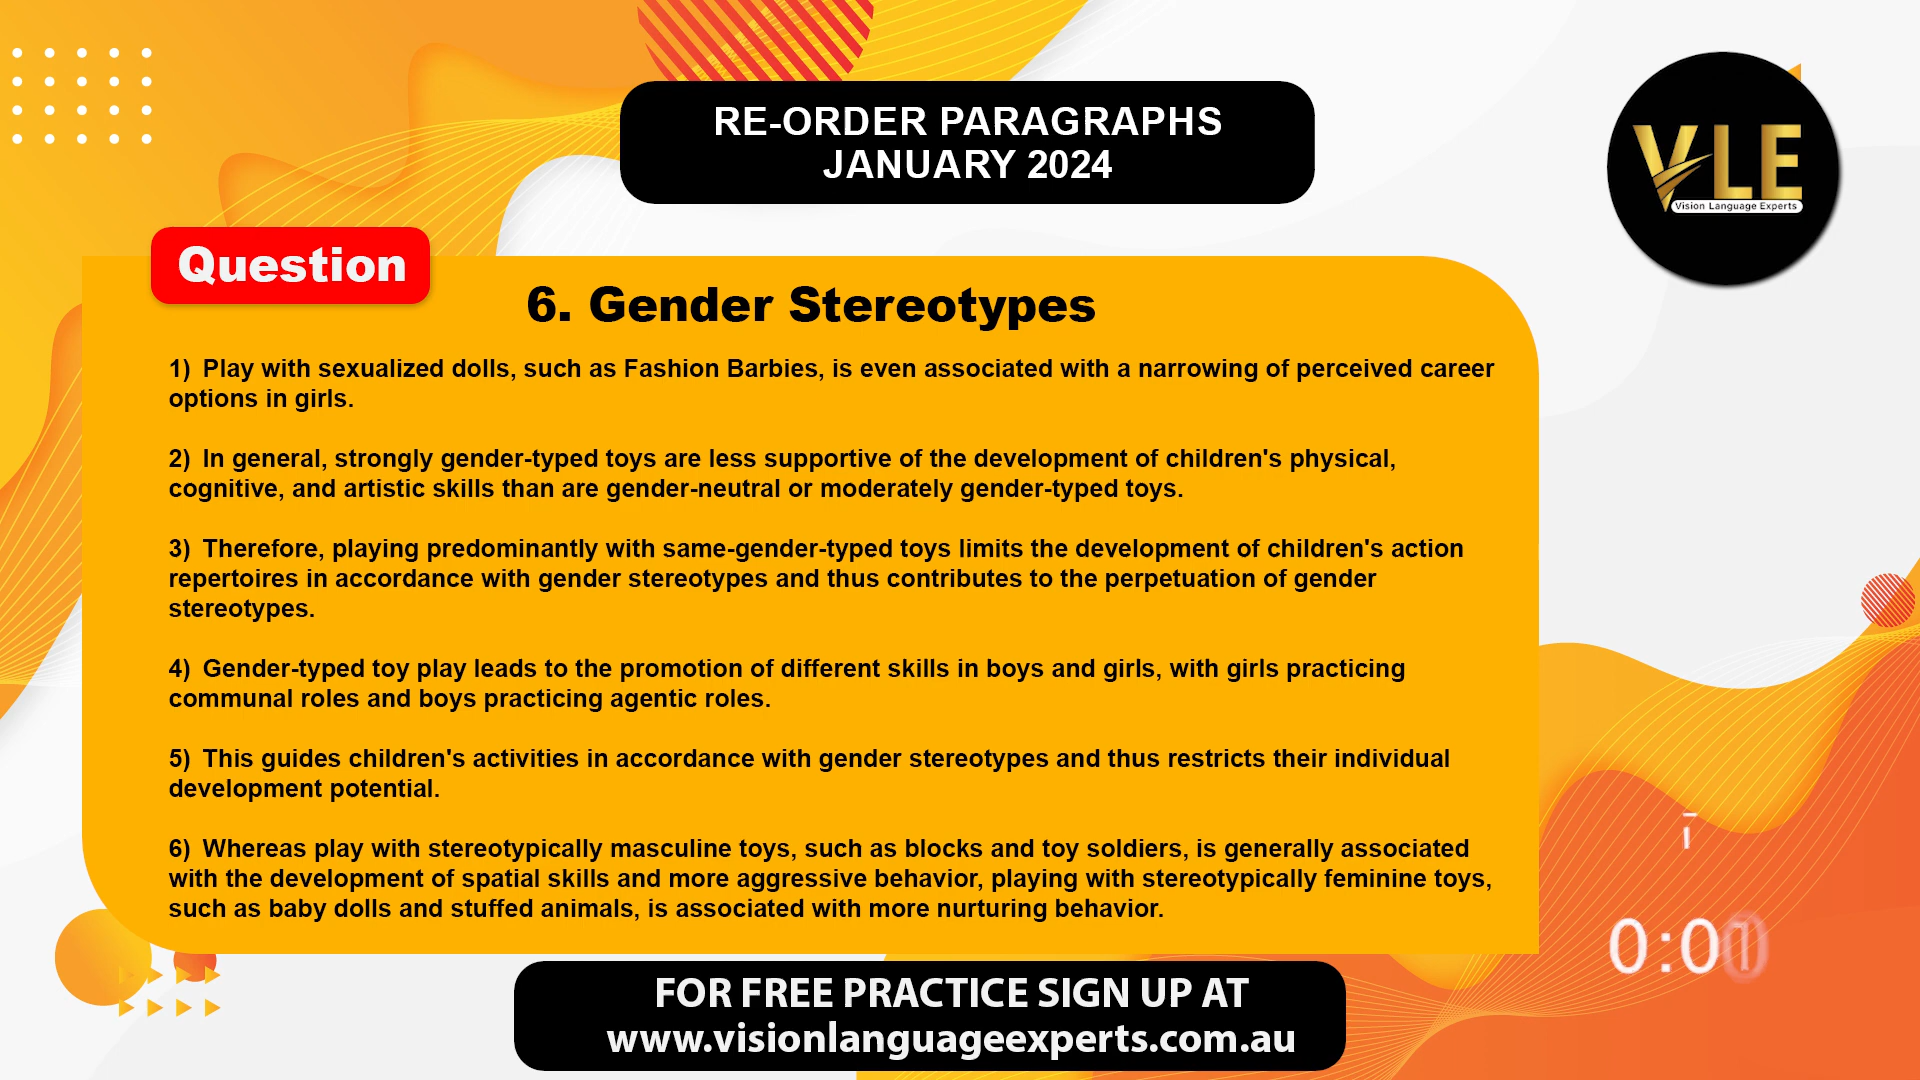 RE-ORDER PARAGRAPHS
JANUARY 2024
VLE
Vision Language Experts
Question
6. Gender Stereotypes
1) Play with sexualized dolls, such as Fashion Barbies, is even associated with a narrowing of perceived career
options in girls.
2) In general, strongly gender-typed toys are less supportive of the development of children's physical,
cognitive, and artistic skills than are gender-neutral or moderately gender-typed toys.
3) Therefore, playing predominantly with same-gender-typed toys limits the development of children's action
repertoires in accordance with gender stereotypes and thus contributes to the perpetuation of gender
stereotypes.
4) Gender-typed toy play leads to the promotion of different skills in boys and girls, with girls practicing
communal roles and boys practicing agentic roles.
5) This guides children's activities in accordance with gender stereotypes and thus restricts their individual
development potential.
6) Whereas play with stereotypically masculine toys, such as blocks and toy soldiers, is generally associated
with the development of spatial skills and more aggressive behavior, playing with stereotypically feminine toys,
such as baby dolls and stuffed animals, is associated with more nurturing behavior.
FOR FREE PRACTICE SIGN UP AT
www.visionlanguageexperts.com.au